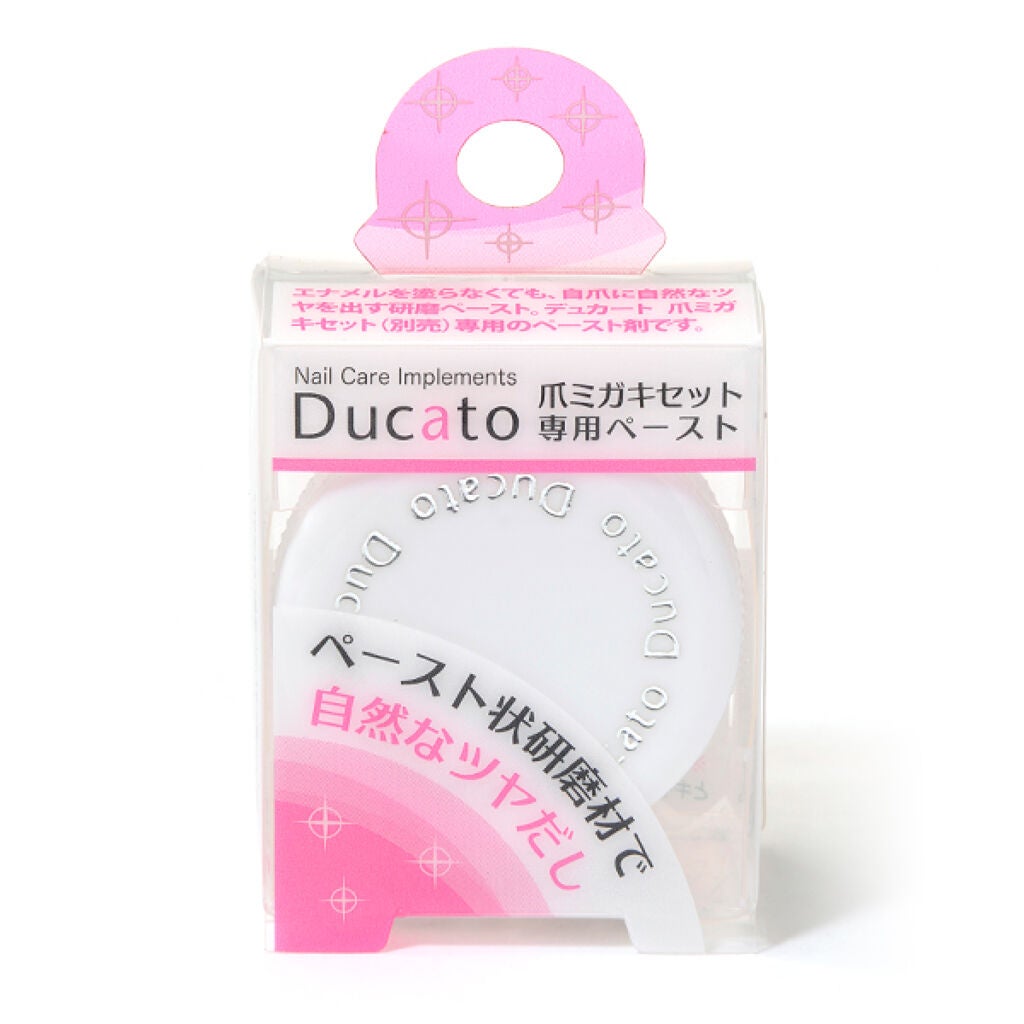 エナメルを塗らなくても、自爪に自然なツ
ヤを出す研磨ペースト。デュカート 爪ミガ
キセット(別売)専用のペースト剤です。
Nail Care Implements
Ducato
爪ミガキセット
専用ペースト
Ducato Ducato Ducato Ducato
ペースト状研磨材で
自然なツヤだし